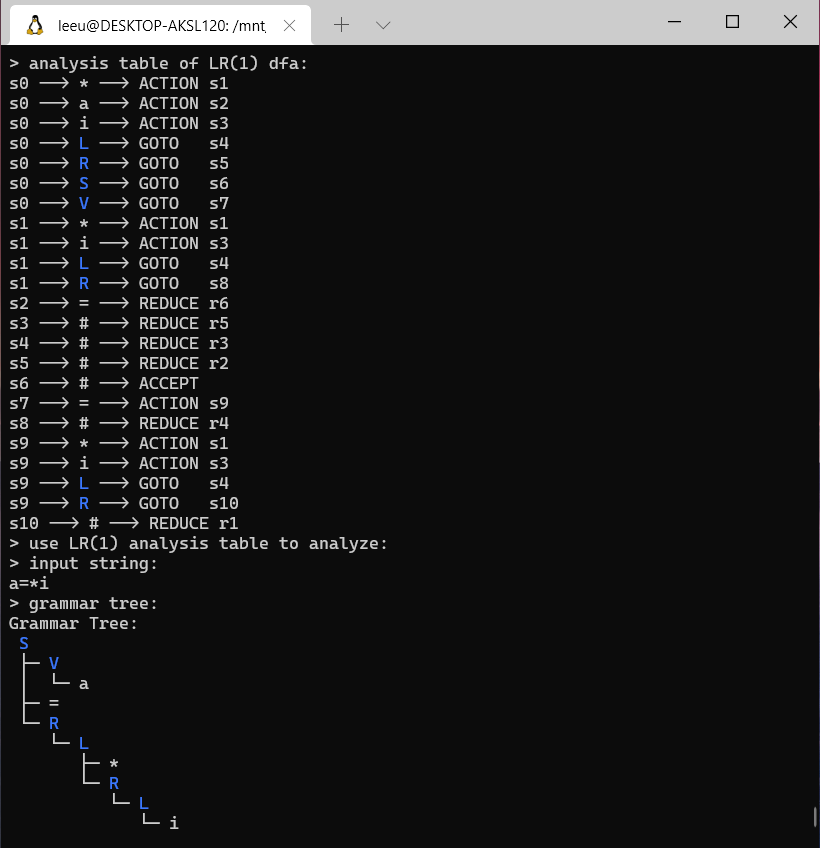 leeu@DESKTOP-AKSL120: /mnt,
> analysis table of LR(1) dfa:
s0 ──> * ──> ACTION s1
s0 ──> a ──> ACTION s2
s0 ──> i ──> ACTION s3
s0 ──> L ──> GOTO   s4
s0 ──> R ──> GOTO   s5
s0 ──> S ──> GOTO   s6
s0 ──> V ──> GOTO   s7
s1 ──> * ──> ACTION s1
s1 ──> i ──> ACTION s3
s1 ──> L ──> GOTO   s4
s1 ──> R ──> GOTO   s8
s2 ──> = ──> REDUCE r6
s3 ──> # ──> REDUCE r5
s4 ──> # ──> REDUCE r3
s5 ──> # ──> REDUCE r2
s6 ──> # ──> ACCEPT
s7 ──> = ──> ACTION s9
s8 ──> # ──> REDUCE r4
s9 ──> * ──> ACTION s1
s9 ──> i ──> ACTION s3
s9 ──> L ──> GOTO   s4
s9 ──> R ──> GOTO   s10
s10 ──> # ──> REDUCE r1
> use LR(1) analysis table to analyze:
> input string:
a=*i
> grammar tree:
Grammar Tree:
 S
 ├─ V
 │  └─ a
 ├─ =
 └─ R
    └─ L
       ├─ *
       └─ R
          └─ L
             └─ i